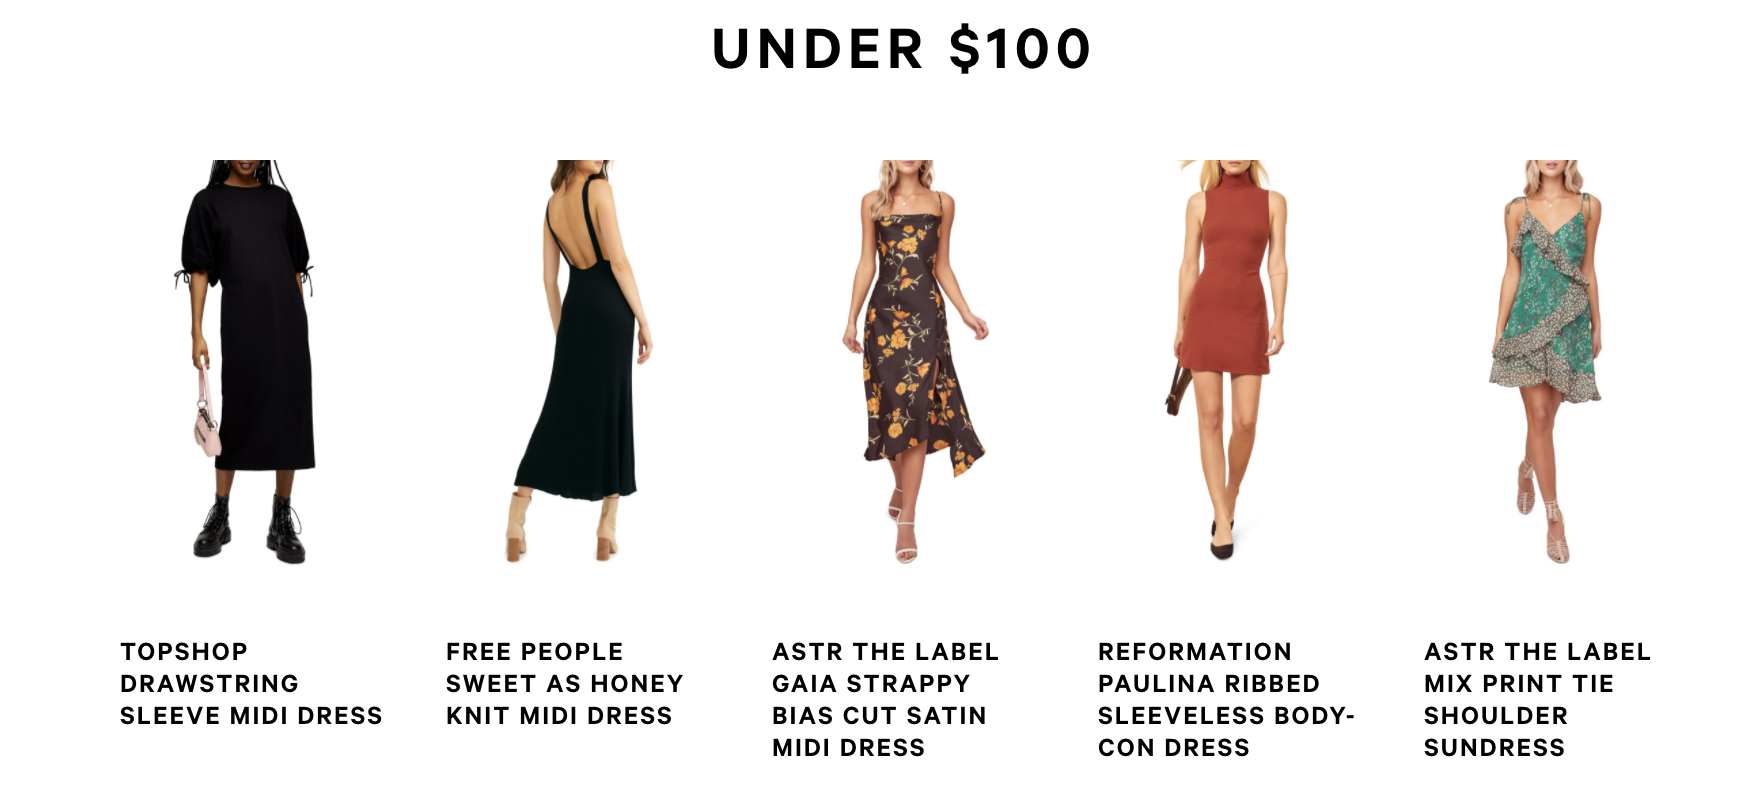 UNDER $100
TOPSHOP
DRAWSTRING
SLEEVE MIDI DRESS
FREE PEOPLE
SWEET AS HONEY
KNIT MIDI DRESS
ASTR THE LABEL
GAIA STRAPPY
BIAS CUT SATIN
MIDI DRESS
REFORMATION
PAULINA RIBBED
SLEEVELESS BODY-
CON DRESS
ASTR THE LABEL
MIX PRINT TIE
SHOULDER
SUNDRESS